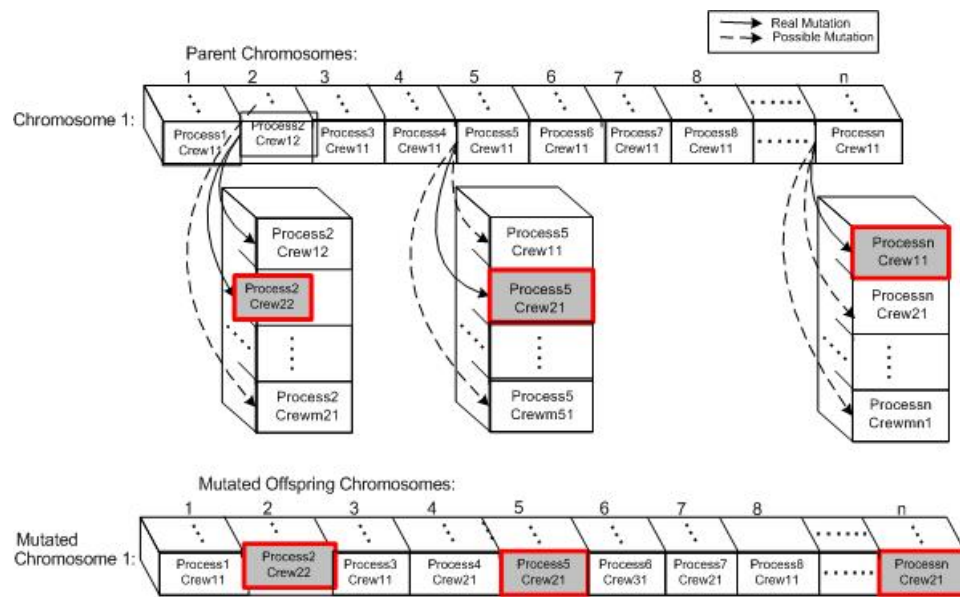 Real Mutation
Possible Mutation
Parent Chromosomes:
1 2 3 4 5 6 7 8 n
Chromosome 1:
Process1 Process2 Process3 Process4 Process5 Process6 Process7 Process8 Processn
Crew11 Crew12 Crew11 Crew11 Crew11 Crew11 Crew11 Crew11 Crew11
Process2
Crew12
Process2
Crew22
Process2
Crewm21
Process5
Crew11
Process5
Crew21
Process5
Crewm51
Processn
Crew11
Processn
Crew21
Processn
Crewmn1
Mutated Offspring Chromosomes:
1 2 3 4 5 6 7 8 n
Mutated
Chromosome 1:
Process1 Process2 Process3 Process4 Process5 Process6 Process7 Process8 Processn
Crew11 Crew22 Crew11 Crew21 Crew21 Crew31 Crew21 Crew11 Crew21